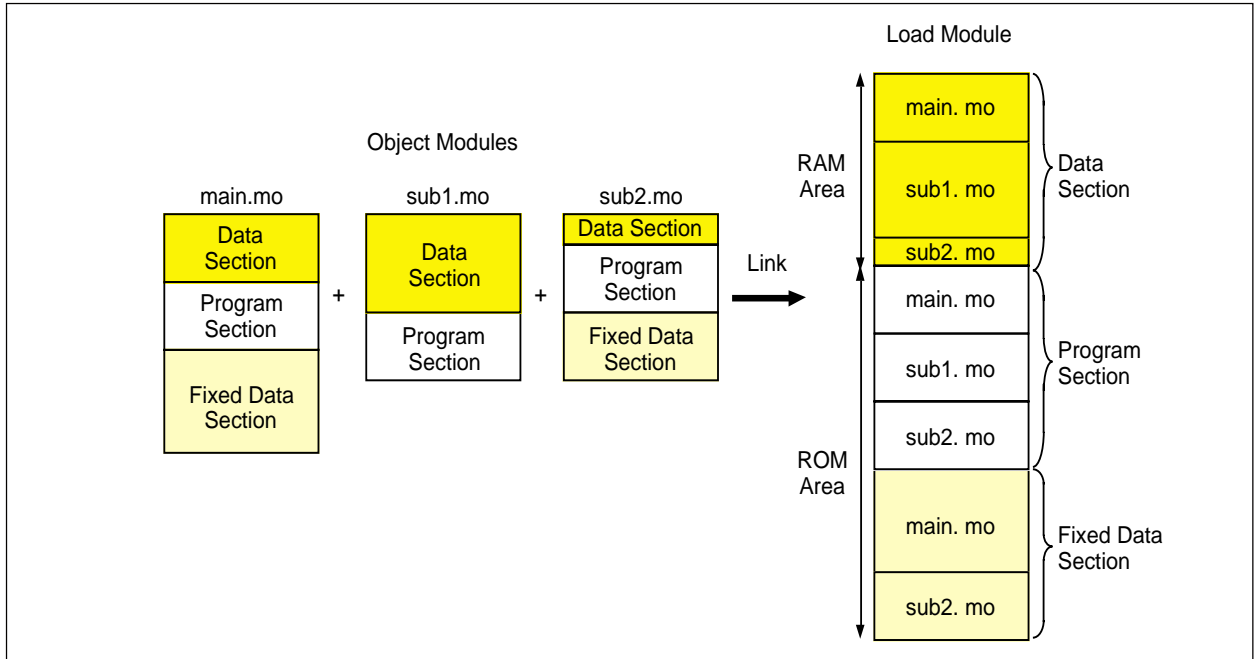 Load Module
Object Modules
main.mo
Data
Section
Program
Section
Fixed Data
Section
+
sub1.mo
Data
Section
Program
Section
+
sub2.mo
Data Section
Program
Section
Fixed Data
Section
Link
RAM
Area
ROM
Area
main. mo
sub1. mo
sub2. mo
main. mo
sub1. mo
sub2. mo
main. mo
sub2. mo
Data
Section
Program
Section
Fixed Data
Section